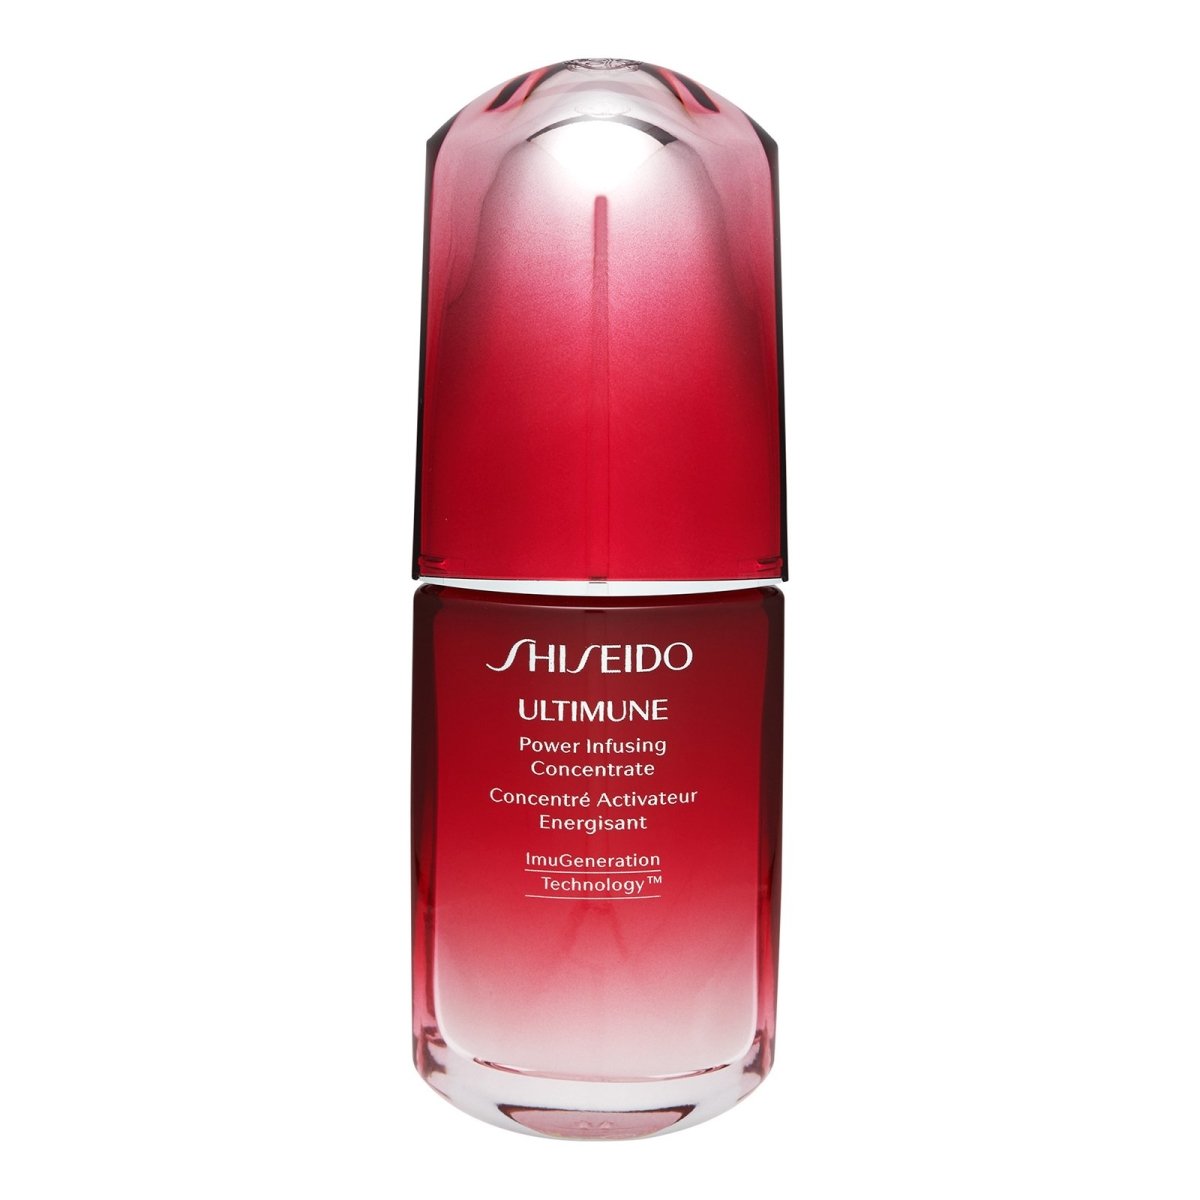 SHISEIDO
ULTIMUNE
Power Infusing
Concentrate
Concentré Activateur
Energisant
ImuGeneration
Technology™